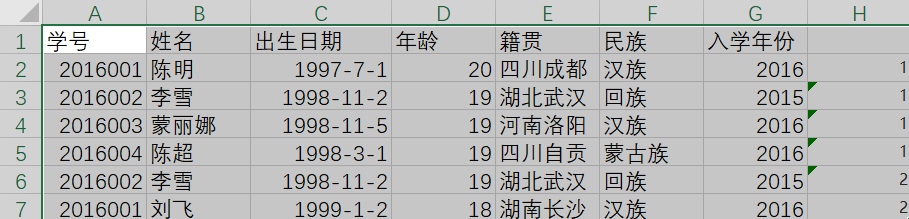 A B C D E F G H
1 学号 姓名 出生日期 年龄 籍贯 民族 入学年份
2 2016001 陈明 1997-7-1 20 四川成都 汉族 2016 1
3 2016002 李雪 1998-11-2 19 湖北武汉 回族 2015 1
4 2016003 蒙丽娜 1998-11-5 19 河南洛阳 汉族 2016 1
5 2016004 陈超 1998-3-1 19 四川自贡 蒙古族 2016 1
6 2016002 李雪 1998-11-2 19 湖北武汉 回族 2015 2
7 2016001 刘飞 1999-1-2 18 湖南长沙 汉族 2016 2